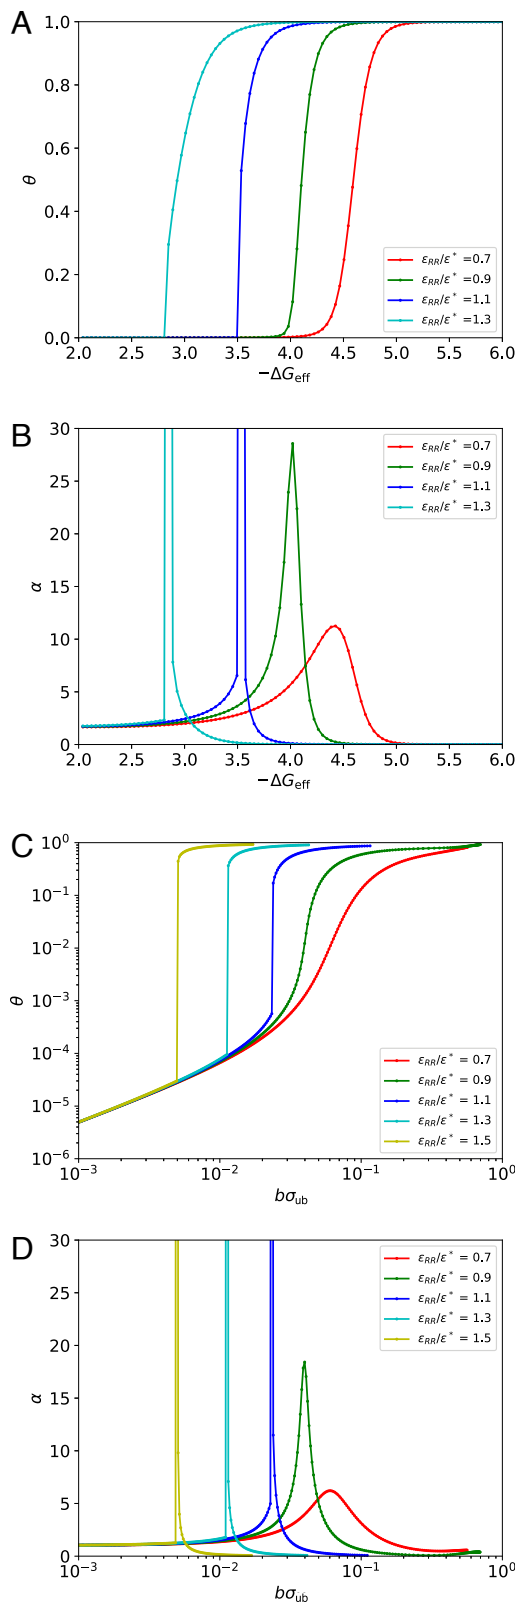 A
1.0
0.8
0.6
0.4
0.2
0.0
θ
ε_RR/ε* =0.7
ε_RR/ε* =0.9
ε_RR/ε* =1.1
ε_RR/ε* =1.3
2.0 2.5 3.0 3.5 4.0 4.5 5.0 5.5 6.0
−ΔG_eff
B
30
25
20
15
10
5
0
α
ε_RR/ε* =0.7
ε_RR/ε* =0.9
ε_RR/ε* =1.1
ε_RR/ε* =1.3
2.0 2.5 3.0 3.5 4.0 4.5 5.0 5.5 6.0
−ΔG_eff
C
10⁰
10⁻¹
10⁻²
10⁻³
10⁻⁴
10⁻⁵
10⁻⁶
θ
ε_RR/ε* = 0.7
ε_RR/ε* = 0.9
ε_RR/ε* = 1.1
ε_RR/ε* = 1.3
ε_RR/ε* = 1.5
10⁻³ 10⁻² 10⁻¹ 10⁰
bσ_ub
D
30
25
20
15
10
5
0
α
ε_RR/ε* = 0.7
ε_RR/ε* = 0.9
ε_RR/ε* = 1.1
ε_RR/ε* = 1.3
ε_RR/ε* = 1.5
10⁻³ 10⁻² 10⁻¹ 10⁰
bσ_ub